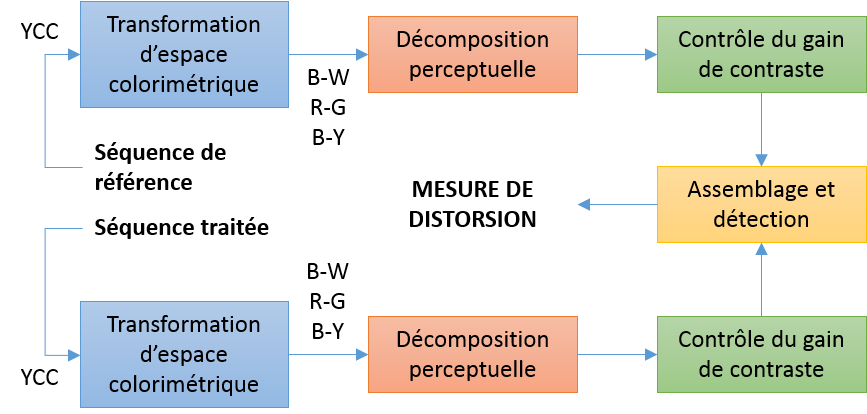 YCC
Transformation
d'espace
colorimétrique
B-W
R-G
B-Y
Décomposition
perceptuelle
Contrôle du gain
de contraste
Séquence de
référence
MESURE DE
DISTORSION
Assemblage et
détection
Séquence traitée
YCC
Transformation
d'espace
colorimétrique
B-W
R-G
B-Y
Décomposition
perceptuelle
Contrôle du gain
de contraste